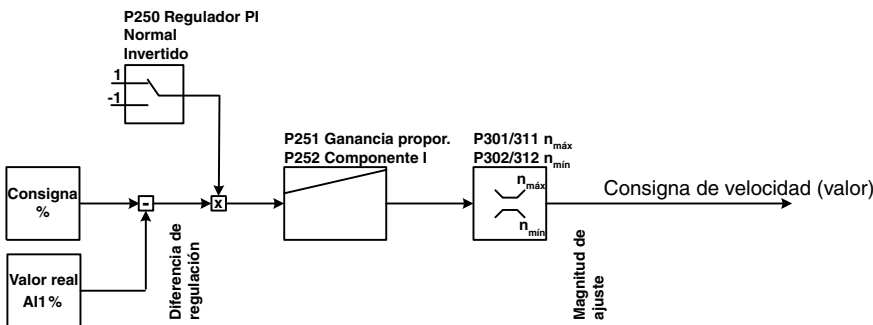 P250 Regulador PI
Normal
Invertido
1
-1
P251 Ganancia propor.
P252 Componente I
P301/311 nmáx
P302/312 nmín
nmáx
nmín
Consigna de velocidad (valor)
Consigna
%
-
x
Valor real
AI1%
Diferencia de
regulación
Magnitud de
ajuste